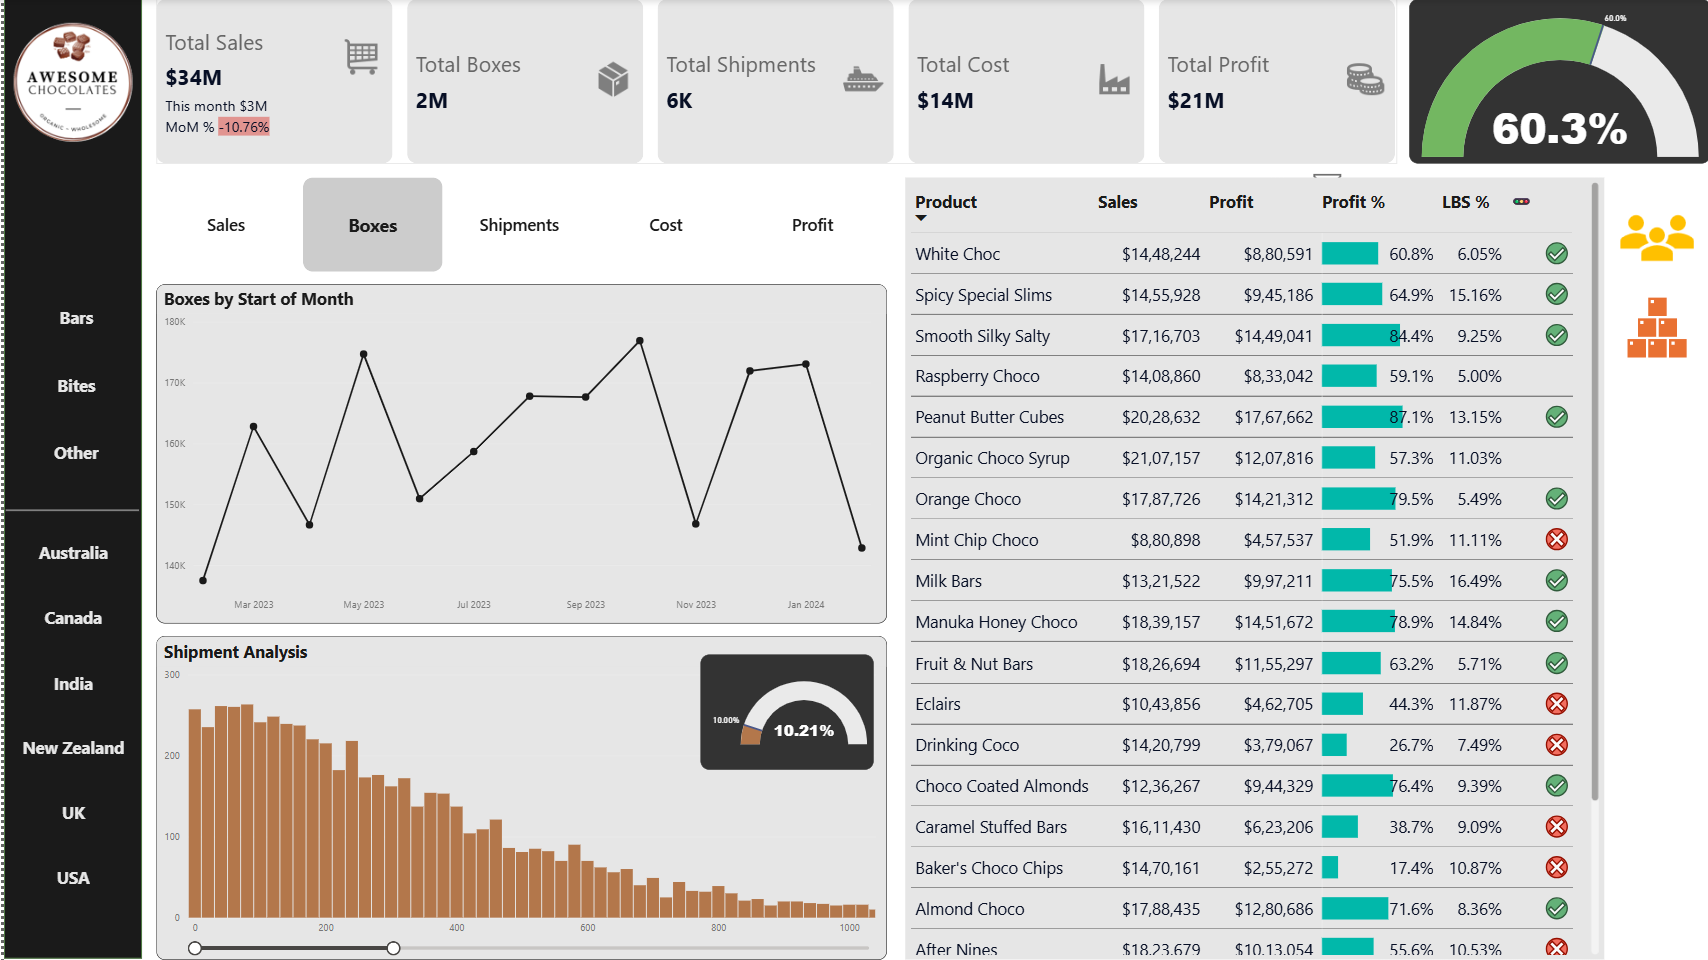 AWESOME
CHOCOLATES
ORGANIC - WHOLESOME
Bars
Bites
Other
Australia
Canada
India
New Zealand
UK
USA
Total Sales
$34M
This month $3M
MoM % -10.76%
Total Boxes
2M
Total Shipments
6K
Total Cost
$14M
Total Profit
$21M
60.0%
60.3%
Sales Boxes Shipments Cost Profit
Boxes by Start of Month
180K
170K
160K
150K
140K
Mar 2023 May 2023 Jul 2023 Sep 2023 Nov 2023 Jan 2024
Shipment Analysis
300
200
100
0
0 200 400 600 800 1000
10.00%
10.21%
Product Sales Profit Profit % LBS %
White Choc $14,48,244 $8,80,591 60.8% 6.05%
Spicy Special Slims $14,55,928 $9,45,186 64.9% 15.16%
Smooth Silky Salty $17,16,703 $14,49,041 84.4% 9.25%
Raspberry Choco $14,08,860 $8,33,042 59.1% 5.00%
Peanut Butter Cubes $20,28,632 $17,67,662 87.1% 13.15%
Organic Choco Syrup $21,07,157 $12,07,816 57.3% 11.03%
Orange Choco $17,87,726 $14,21,312 79.5% 5.49%
Mint Chip Choco $8,80,898 $4,57,537 51.9% 11.11%
Milk Bars $13,21,522 $9,97,211 75.5% 16.49%
Manuka Honey Choco $18,39,157 $14,51,672 78.9% 14.84%
Fruit & Nut Bars $18,26,694 $11,55,297 63.2% 5.71%
Eclairs $10,43,856 $4,62,705 44.3% 11.87%
Drinking Coco $14,20,799 $3,79,067 26.7% 7.49%
Choco Coated Almonds $12,36,267 $9,44,329 76.4% 9.39%
Caramel Stuffed Bars $16,11,430 $6,23,206 38.7% 9.09%
Baker's Choco Chips $14,70,161 $2,55,272 17.4% 10.87%
Almond Choco $17,88,435 $12,80,686 71.6% 8.36%
After Nines $18,23,679 $10,13,054 55.6% 10.53%